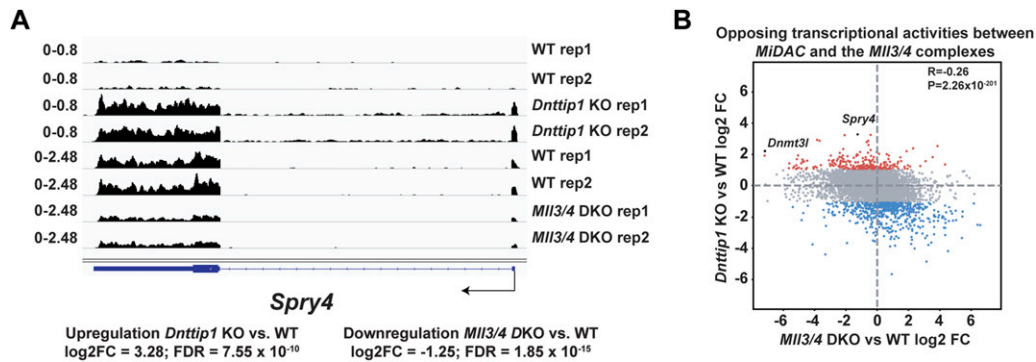 A
0-0.8 WT rep1
0-0.8 WT rep2
0-0.8 Dnttip1 KO rep1
0-0.8 Dnttip1 KO rep2
0-2.48 WT rep1
0-2.48 WT rep2
0-2.48 Mll3/4 DKO rep1
0-2.48 Mll3/4 DKO rep2
Spry4
Upregulation Dnttip1 KO vs. WT
log2FC = 3.28; FDR = 7.55 x 10-10
Downregulation Mll3/4 DKO vs. WT
log2FC = -1.25; FDR = 1.85 x 10-15
B
Opposing transcriptional activities between
MiDAC and the Mll3/4 complexes
R=-0.26
P=2.26x10-201
Spry4
Dnmt3l
Dnttip1 KO vs WT log2 FC
6
4
2
0
-2
-4
-6
-6 -4 -2 0 2 4 6
Mll3/4 DKO vs WT log2 FC